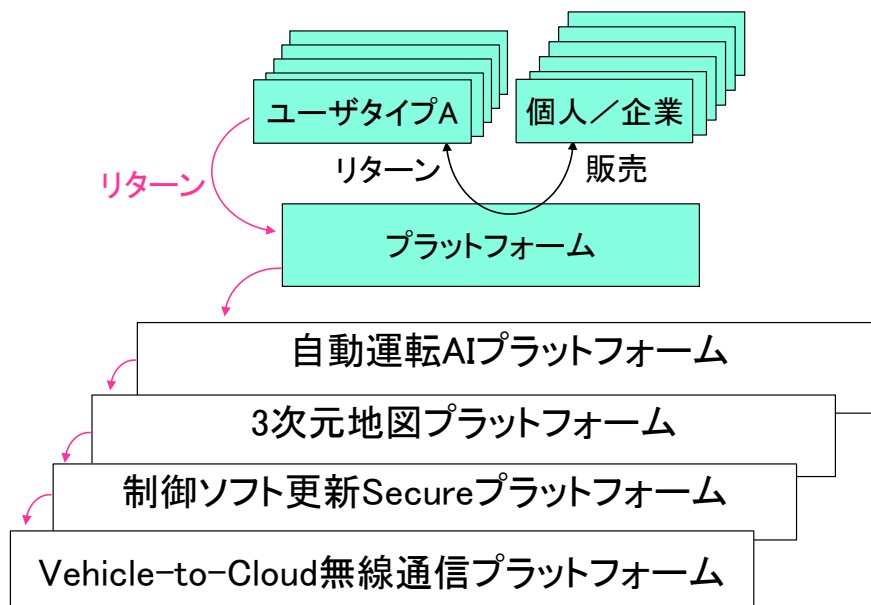 ユーザタイプA
個人／企業
リターン
リターン
販売
プラットフォーム
自動運転AIプラットフォーム
3次元地図プラットフォーム
制御ソフト更新Secureプラットフォーム
Vehicle-to-Cloud無線通信プラットフォーム